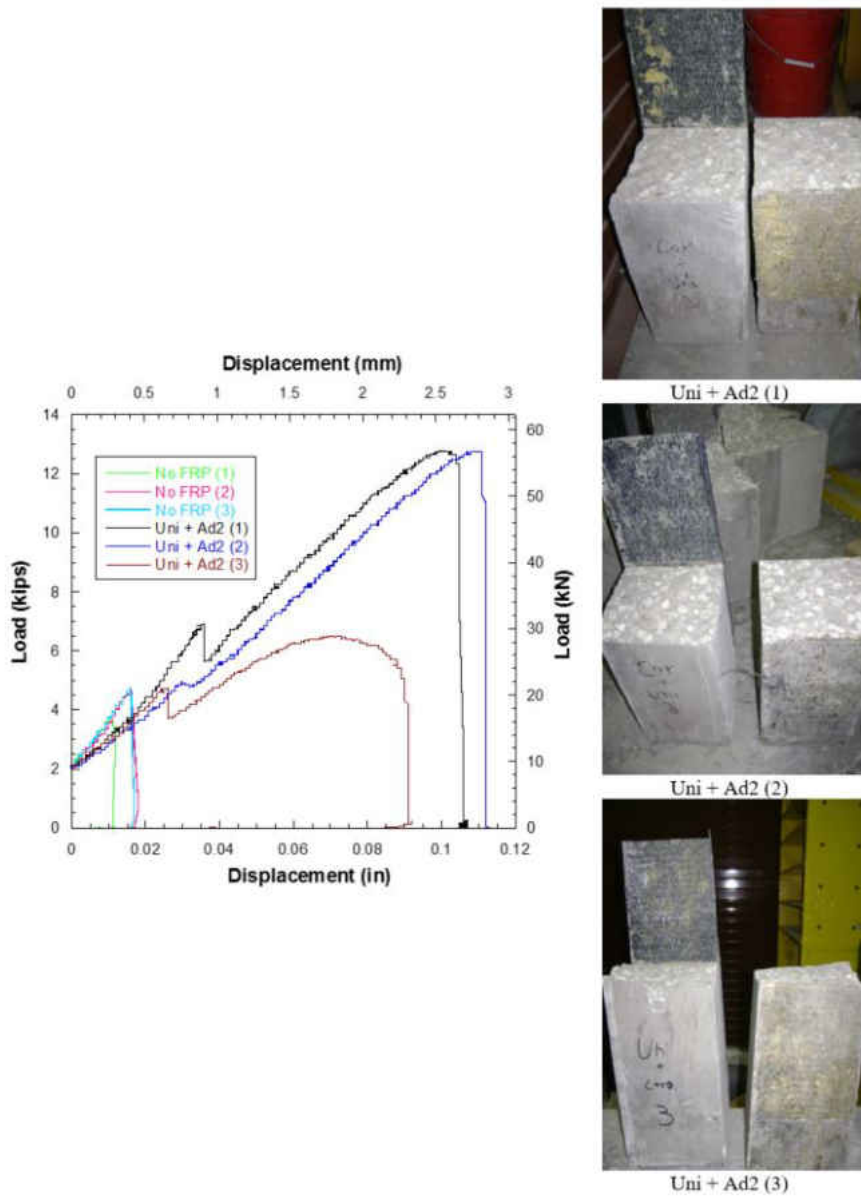 Displacement (mm)
0 0.5 1 1.5 2 2.5 3
14
12
10
8
6
4
2
0
Load (kips)
No FRP (1)
No FRP (2)
No FRP (3)
Uni + Ad2 (1)
Uni + Ad2 (2)
Uni + Ad2 (3)
60
50
40
30
20
10
0
Load (kN)
0 0.02 0.04 0.06 0.08 0.1 0.12
Displacement (in)
Uni + Ad2 (1)
Uni + Ad2 (2)
3
Uni + Ad2 (3)